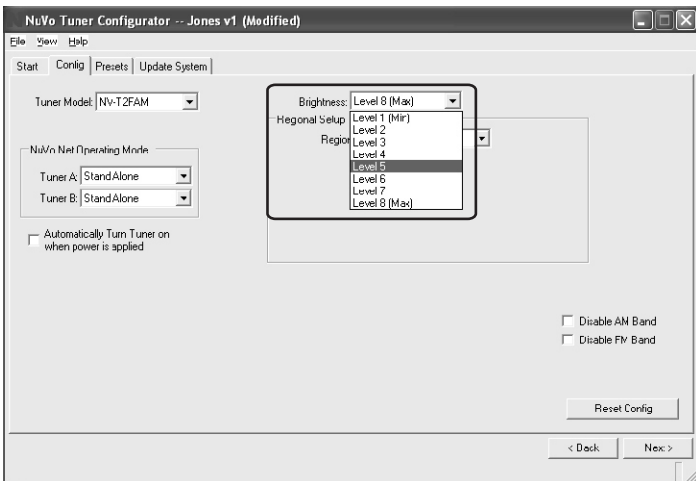 NuVo Tuner Configurator -- Jones v1 (Modified)
File View Help
Start Config Presets Update System
Tuner Model: NV-T2FAM
Brightness: Level 8 (Max)
Regional Setup
Level 1 (Min)
Level 2
Region
Level 3
Level 4
Level 5
Level 6
Level 7
Level 8 (Max)
NuVo Net Operating Mode
Tuner A: StandAlone
Tuner B: StandAlone
Automatically Turn Tuner on
when power is applied
Disable AM Band
Disable FM Band
Reset Config
< Back
Next >